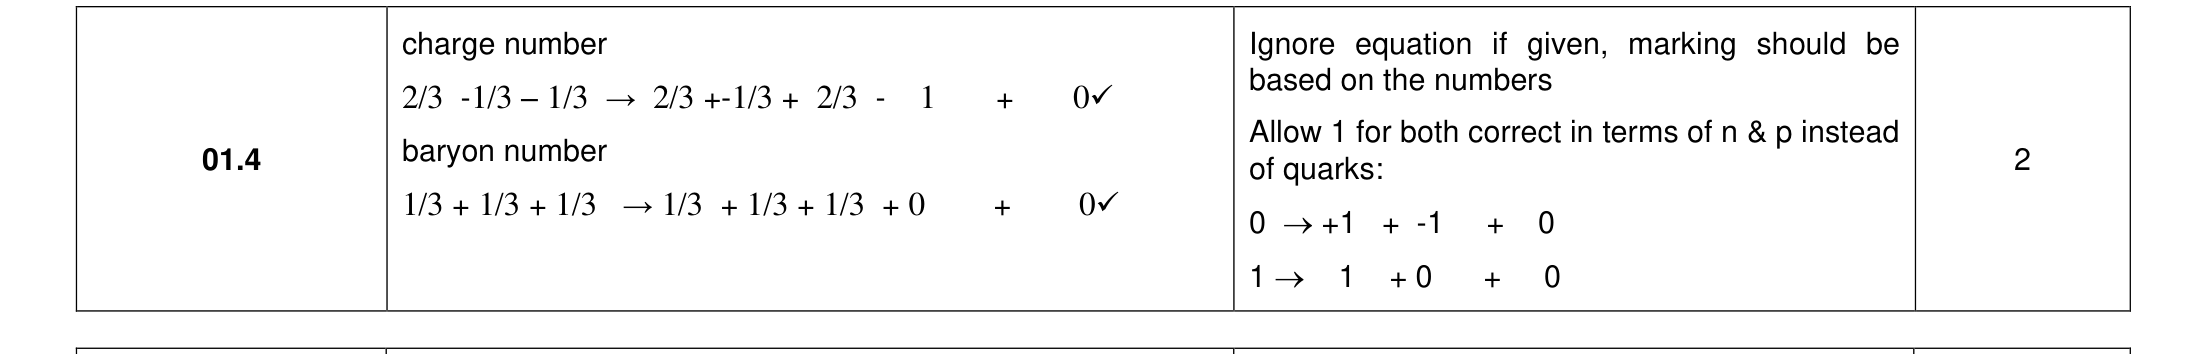 01.4
charge number
2/3 -1/3 – 1/3 → 2/3 +-1/3 + 2/3 - 1 + 0✓
baryon number
1/3 + 1/3 + 1/3 → 1/3 + 1/3 + 1/3 + 0 + 0✓
Ignore equation if given, marking should be
based on the numbers
Allow 1 for both correct in terms of n & p instead
of quarks:
0 → +1 + -1 + 0
1 → 1 + 0 + 0
2